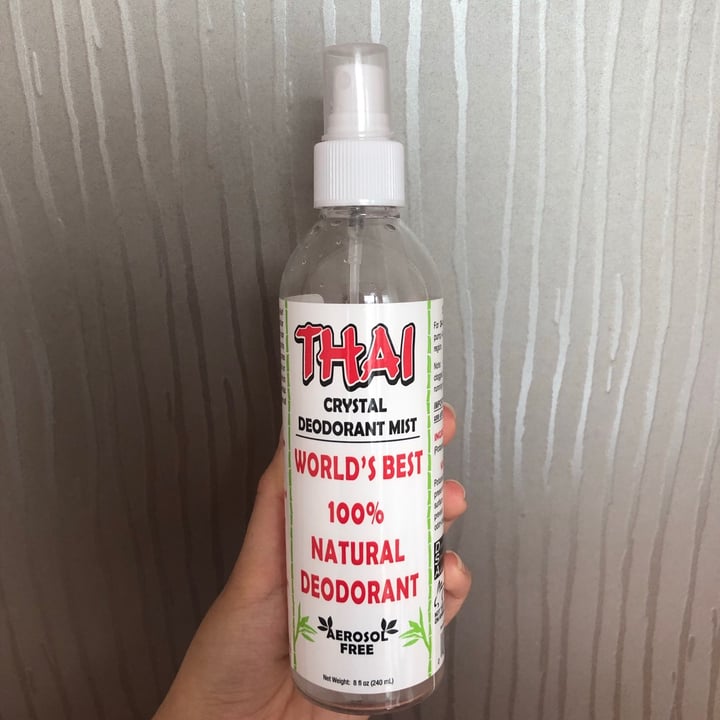 THAI
CRYSTAL
DEODORANT MIST
WORLD'S BEST
100%
NATURAL
DEODORANT
AEROSOL
FREE
Net Weight: 8 fl oz (240 mL)